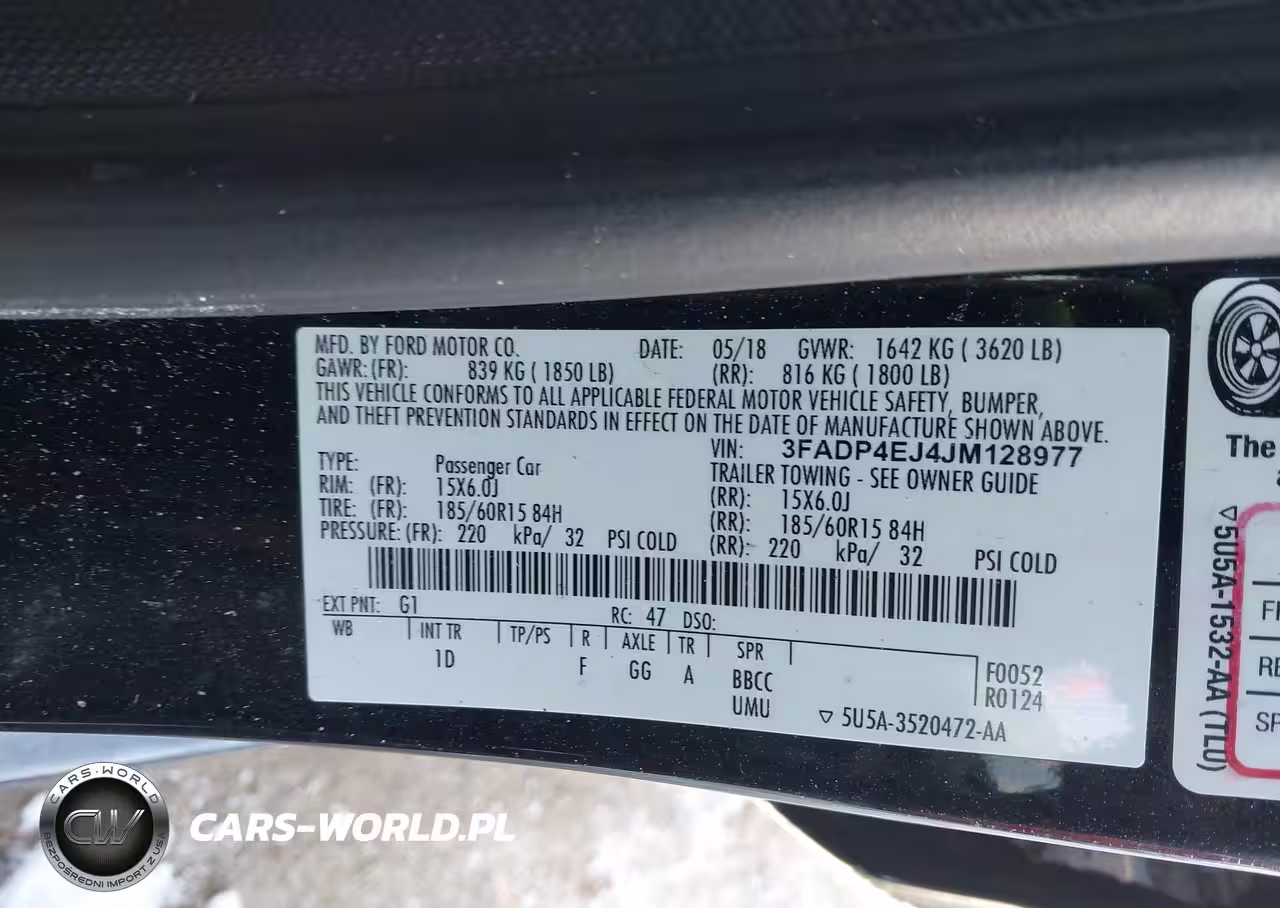 MFD. BY FORD MOTOR CO. DATE: 05/18 GVWR: 1642 KG ( 3620 LB)
GAWR: (FR): 839 KG ( 1850 LB) (RR): 816 KG ( 1800 LB)
THIS VEHICLE CONFORMS TO ALL APPLICABLE FEDERAL MOTOR VEHICLE SAFETY, BUMPER,
AND THEFT PREVENTION STANDARDS IN EFFECT ON THE DATE OF MANUFACTURE SHOWN ABOVE.
VIN: 3FADP4EJ4JM128977
TYPE: Passenger Car TRAILER TOWING - SEE OWNER GUIDE
RIM: (FR): 15X6.0J (RR): 15X6.0J
TIRE: (FR): 185/60R15 84H (RR): 185/60R15 84H
PRESSURE: (FR): 220 kPa/ 32 PSI COLD (RR): 220 kPa/ 32 PSI COLD
EXT PNT: G1 RC: 47 DSO:
WB INT TR TP/PS R AXLE TR SPR
1D F GG A BBCC
UMU
F0052
R0124
▽ 5U5A-3520472-AA
The
▽5U5A-1532-AA (TL0)
CARS-WORLD
CW
BEZPOŚREDNI IMPORT Z USA
CARS-WORLD.PL